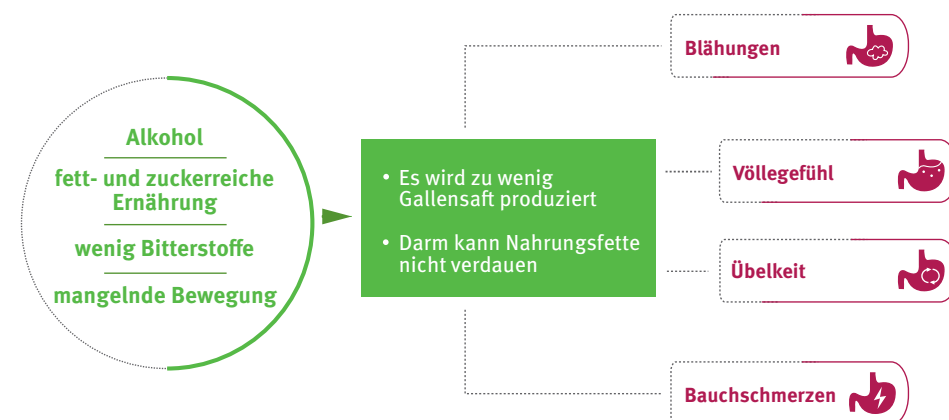 Alkohol
fett- und zuckerreiche
Ernährung
wenig Bitterstoffe
mangelnde Bewegung
• Es wird zu wenig
Gallensaft produziert
• Darm kann Nahrungsfette
nicht verdauen
Blähungen
Völlegefühl
Übelkeit
Bauchschmerzen